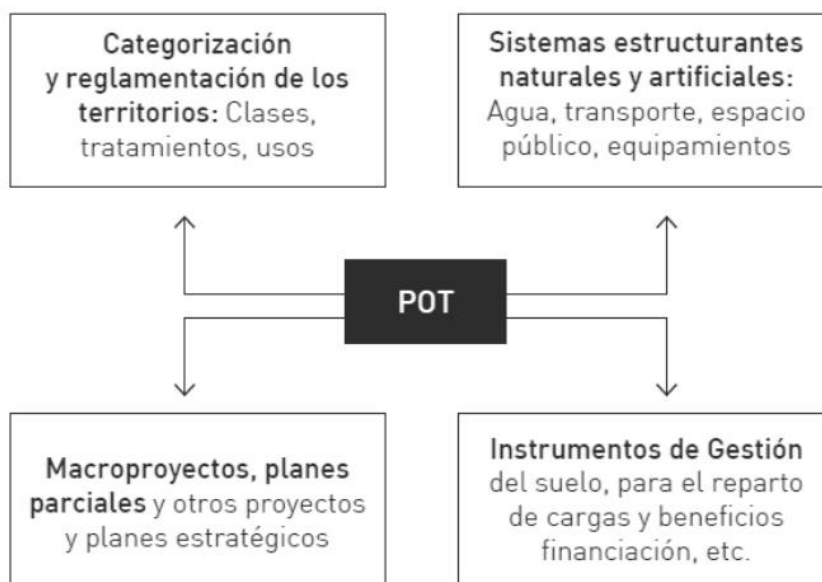 Categorización
y reglamentación de los
territorios: Clases,
tratamientos, usos
Sistemas estructurantes
naturales y artificiales:
Agua, transporte, espacio
público, equipamientos
POT
Macroproyectos, planes
parciales y otros proyectos
y planes estratégicos
Instrumentos de Gestión
del suelo, para el reparto
de cargas y beneficios
financiación, etc.